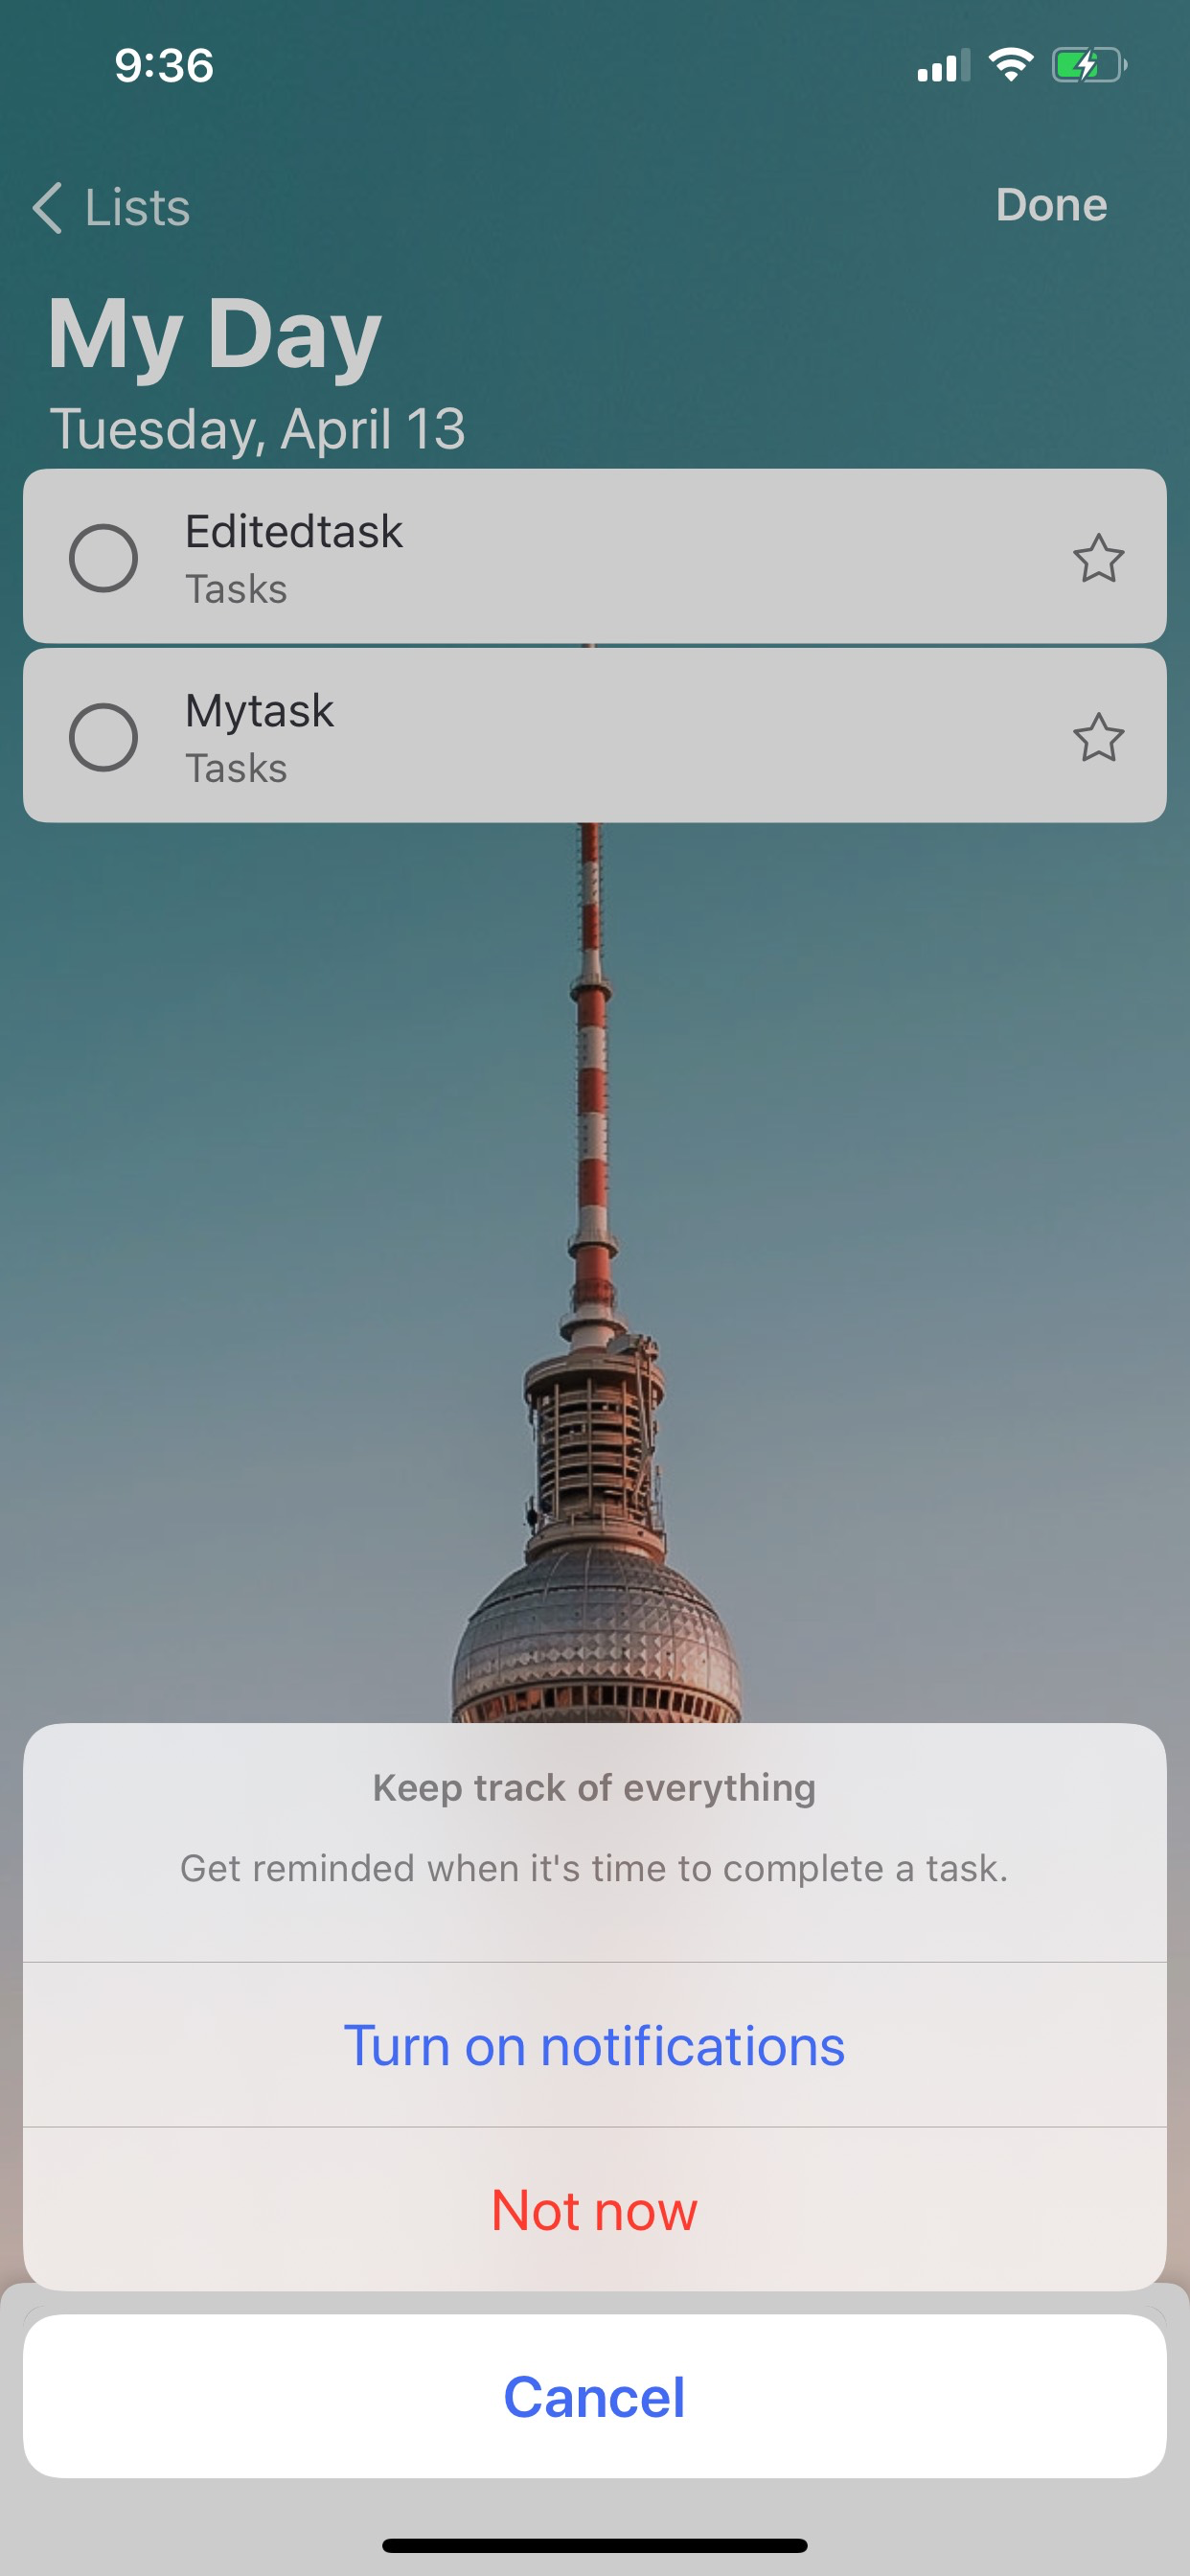 9:36
Lists
Done
My Day
Tuesday, April 13
Editedtask
Tasks
Mytask
Tasks
Keep track of everything
Get reminded when it's time to complete a task.
Turn on notifications
Not now
Cancel